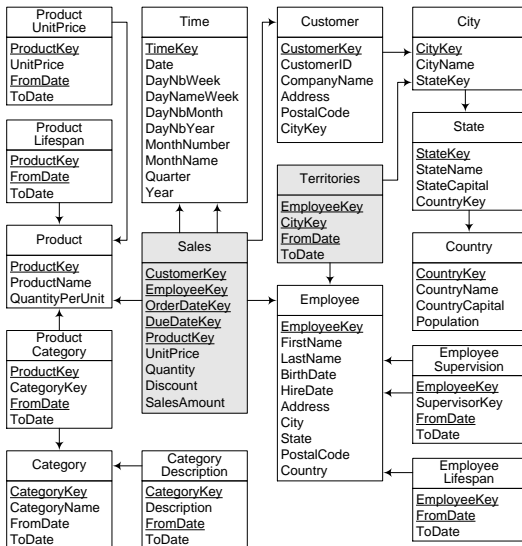 Product
UnitPrice
ProductKey
UnitPrice
FromDate
ToDate
Product
Lifespan
ProductKey
FromDate
ToDate
Product
ProductKey
ProductName
QuantityPerUnit
Product
Category
ProductKey
CategoryKey
FromDate
ToDate
Category
CategoryKey
CategoryName
FromDate
ToDate
Time
TimeKey
Date
DayNbWeek
DayNameWeek
DayNbMonth
DayNbYear
MonthNumber
MonthName
Quarter
Year
Sales
CustomerKey
EmployeeKey
OrderDateKey
DueDateKey
ProductKey
UnitPrice
Quantity
Discount
SalesAmount
Category
Description
CategoryKey
Description
FromDate
ToDate
Customer
CustomerKey
CustomerID
CompanyName
Address
PostalCode
CityKey
Territories
EmployeeKey
CityKey
FromDate
ToDate
Employee
EmployeeKey
FirstName
LastName
BirthDate
HireDate
Address
City
State
PostalCode
Country
City
CityKey
CityName
StateKey
State
StateKey
StateName
StateCapital
CountryKey
Country
CountryKey
CountryName
CountryCapital
Population
Employee
Supervision
EmployeeKey
SupervisorKey
FromDate
ToDate
Employee
Lifespan
EmployeeKey
FromDate
ToDate